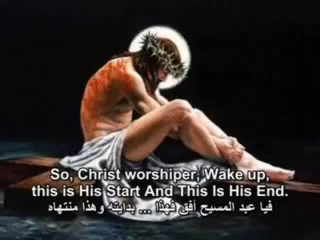 So, Christ worshiper, Wake up,
this is His Start And This Is His End.
فيا عبد المسيح أفق فهذا ... بدايته وهذا منتهاه